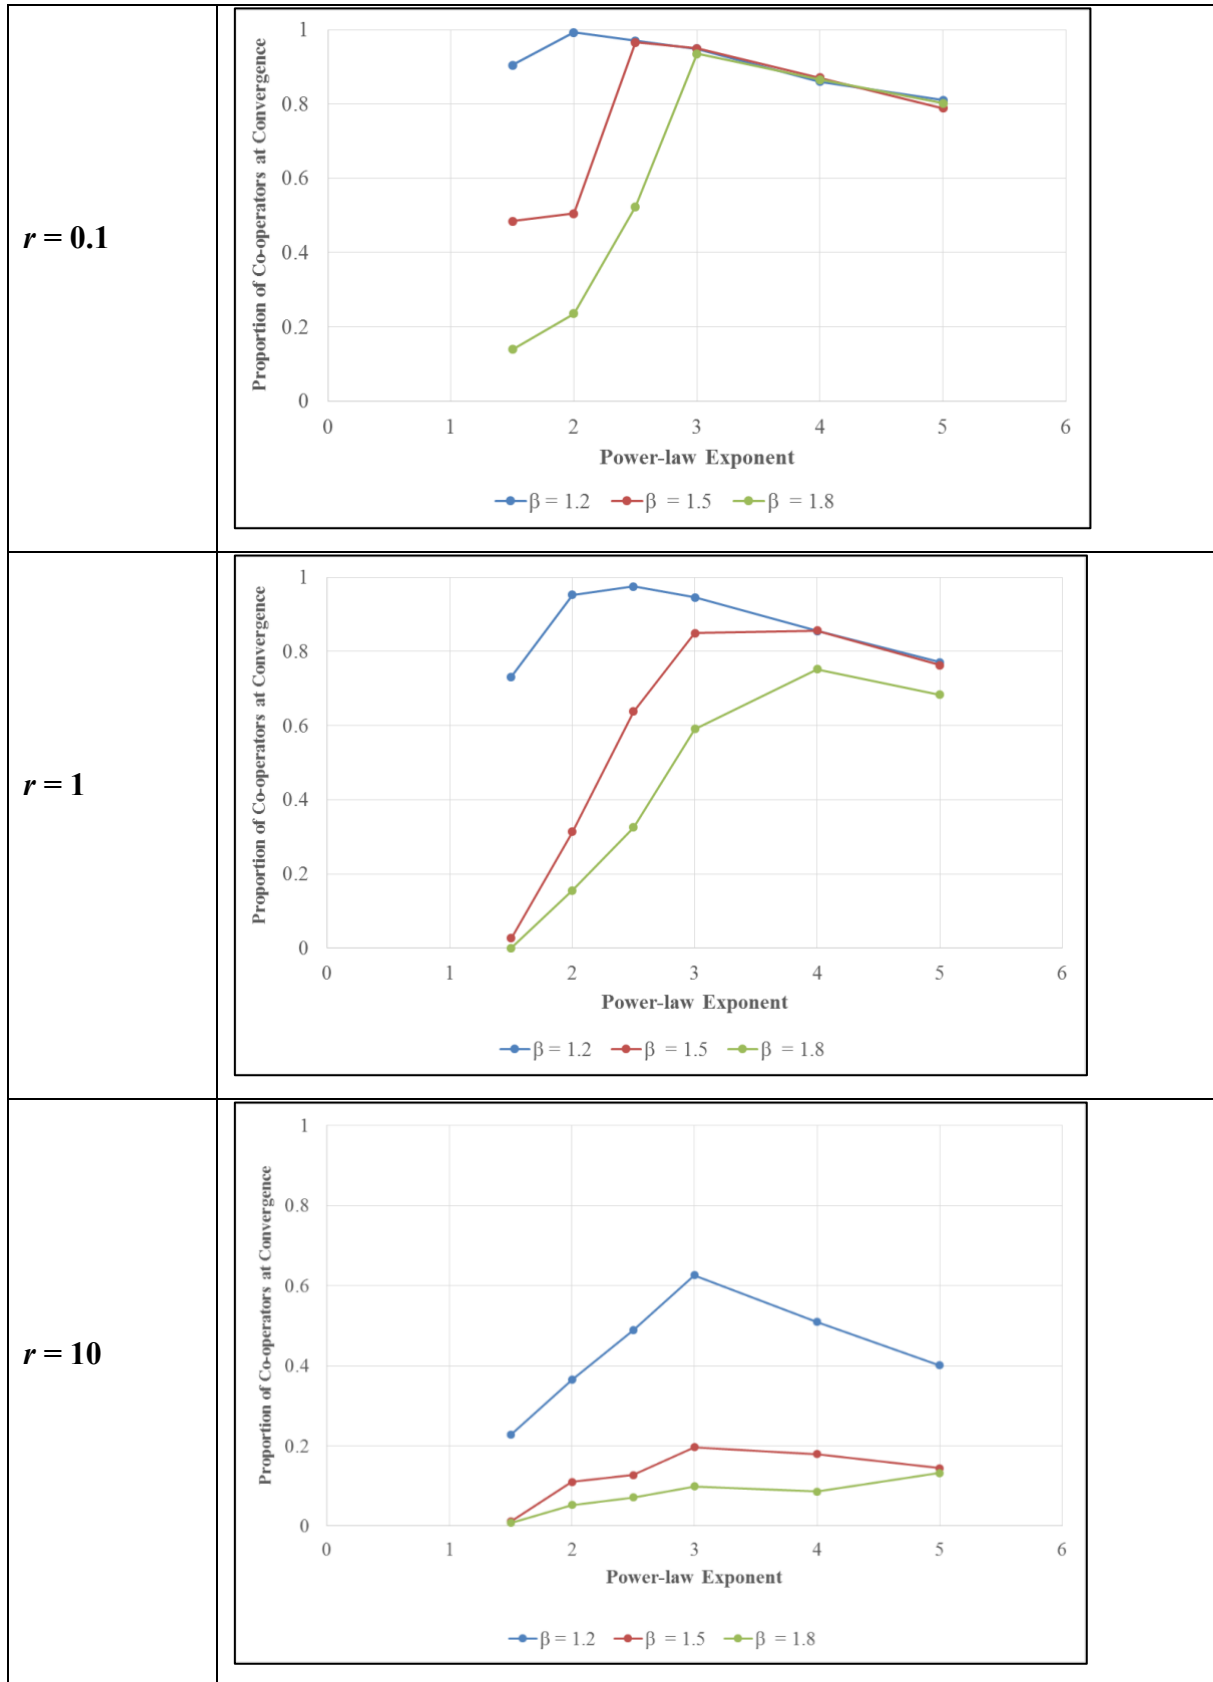 r = 0.1
Proportion of Co-operators at Convergence
1
0.8
0.6
0.4
0.2
0
0 1 2 3 4 5 6
Power-law Exponent
β = 1.2 β = 1.5 β = 1.8
r = 1
Proportion of Co-operators at Convergence
1
0.8
0.6
0.4
0.2
0
0 1 2 3 4 5 6
Power-law Exponent
β = 1.2 β = 1.5 β = 1.8
r = 10
Proportion of Co-operators at Convergence
1
0.8
0.6
0.4
0.2
0
0 1 2 3 4 5 6
Power-law Exponent
β = 1.2 β = 1.5 β = 1.8